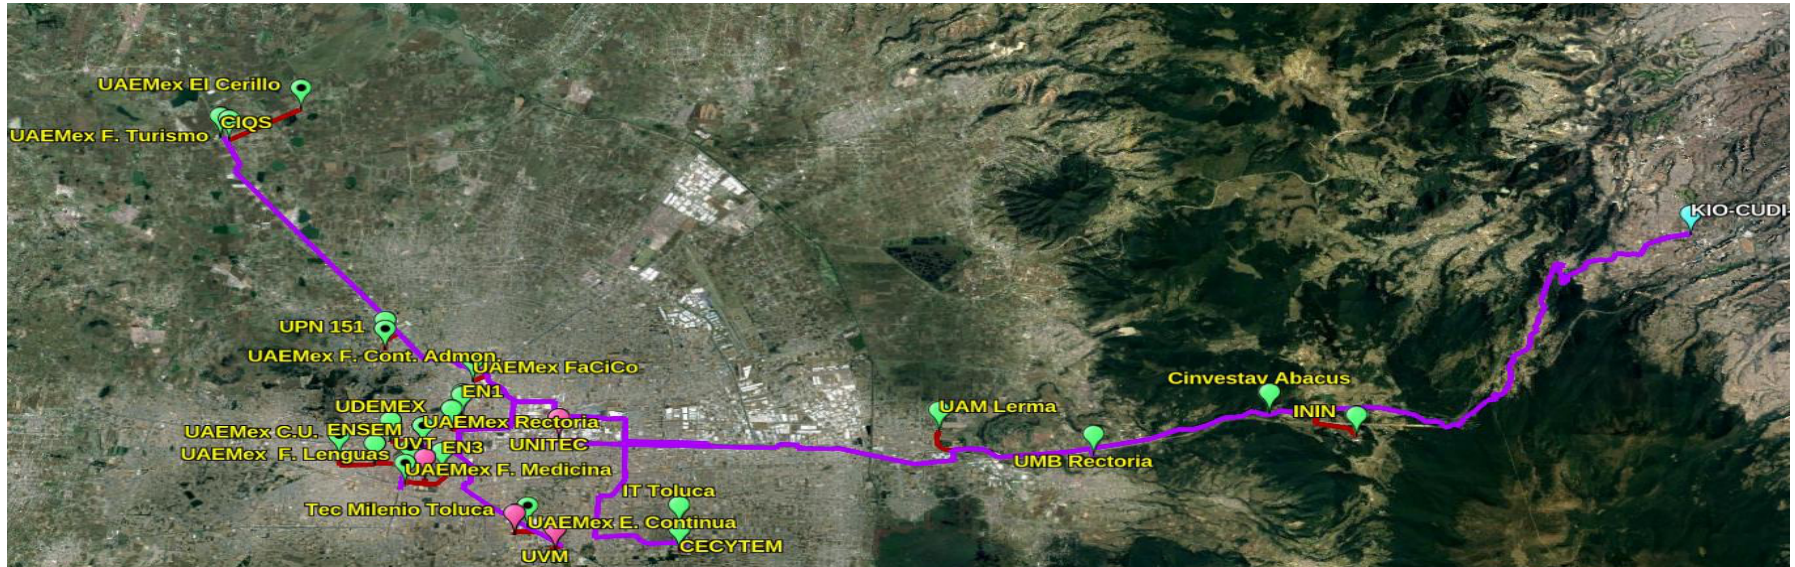 UAEMex El Cerillo
CIQS
UAEMex F. Turismo
KIO-CUDI-
UPN 151
UAEMex F. Cont. Admon.
UAEMex FaCiCo
Cinvestav Abacus
EN1
UDEMEX
UAM Lerma
ININ
UAEMex Rectoria
UAEMex C.U.
ENSEM
UVT
EN3
UNITEC
UAEMex F. Lenguas
UAEMex F. Medicina
UMB Rectoria
IT Toluca
Tec Milenio Toluca
UAEMex E. Continua
CECYTEM
UVM